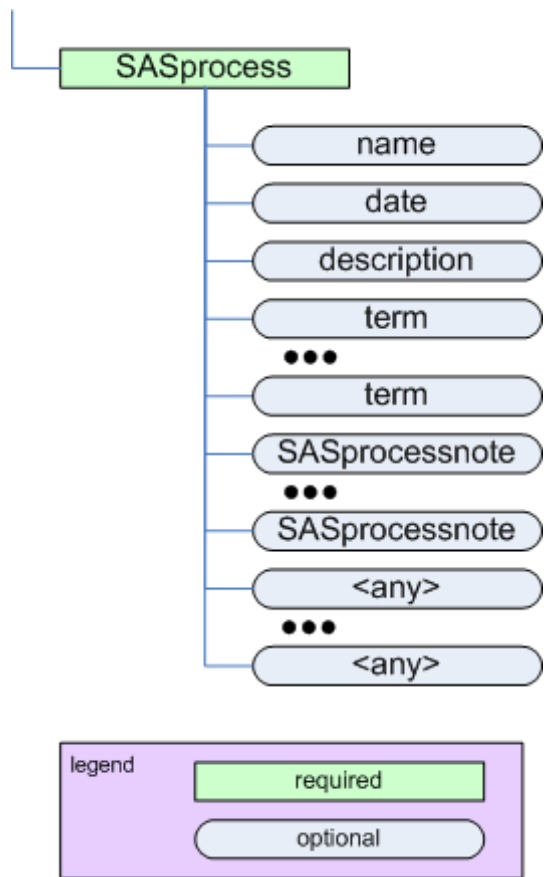 SASprocess
name
date
description
term
•••
term
SASprocessnote
•••
SASprocessnote
<any>
•••
<any>
legend
required
optional